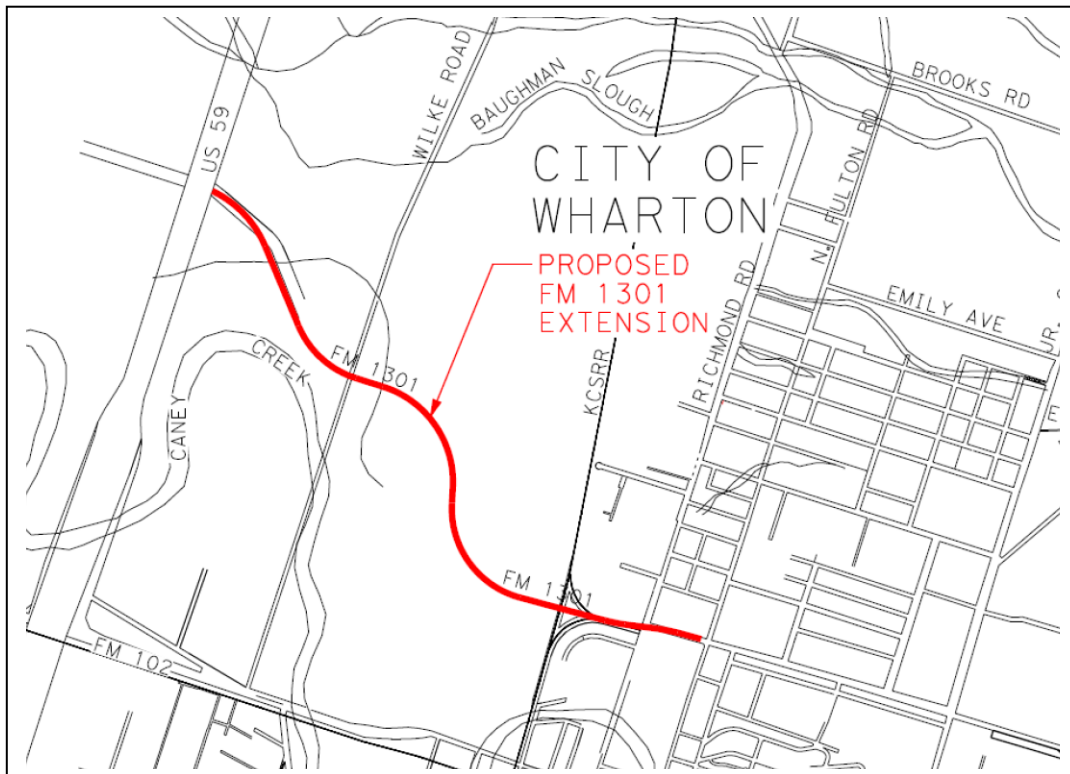 BROOKS RD
WILKE ROAD
BAUGHMAN
SLOUGH
US 59
CITY OF
WHARTON
N. FULTON RD
PROPOSED
FM 1301
EXTENSION
RICHMOND RD
EMILY AVE
FM 1301
CREEK
CANEY
KCSRR
FM 1301
FM 102